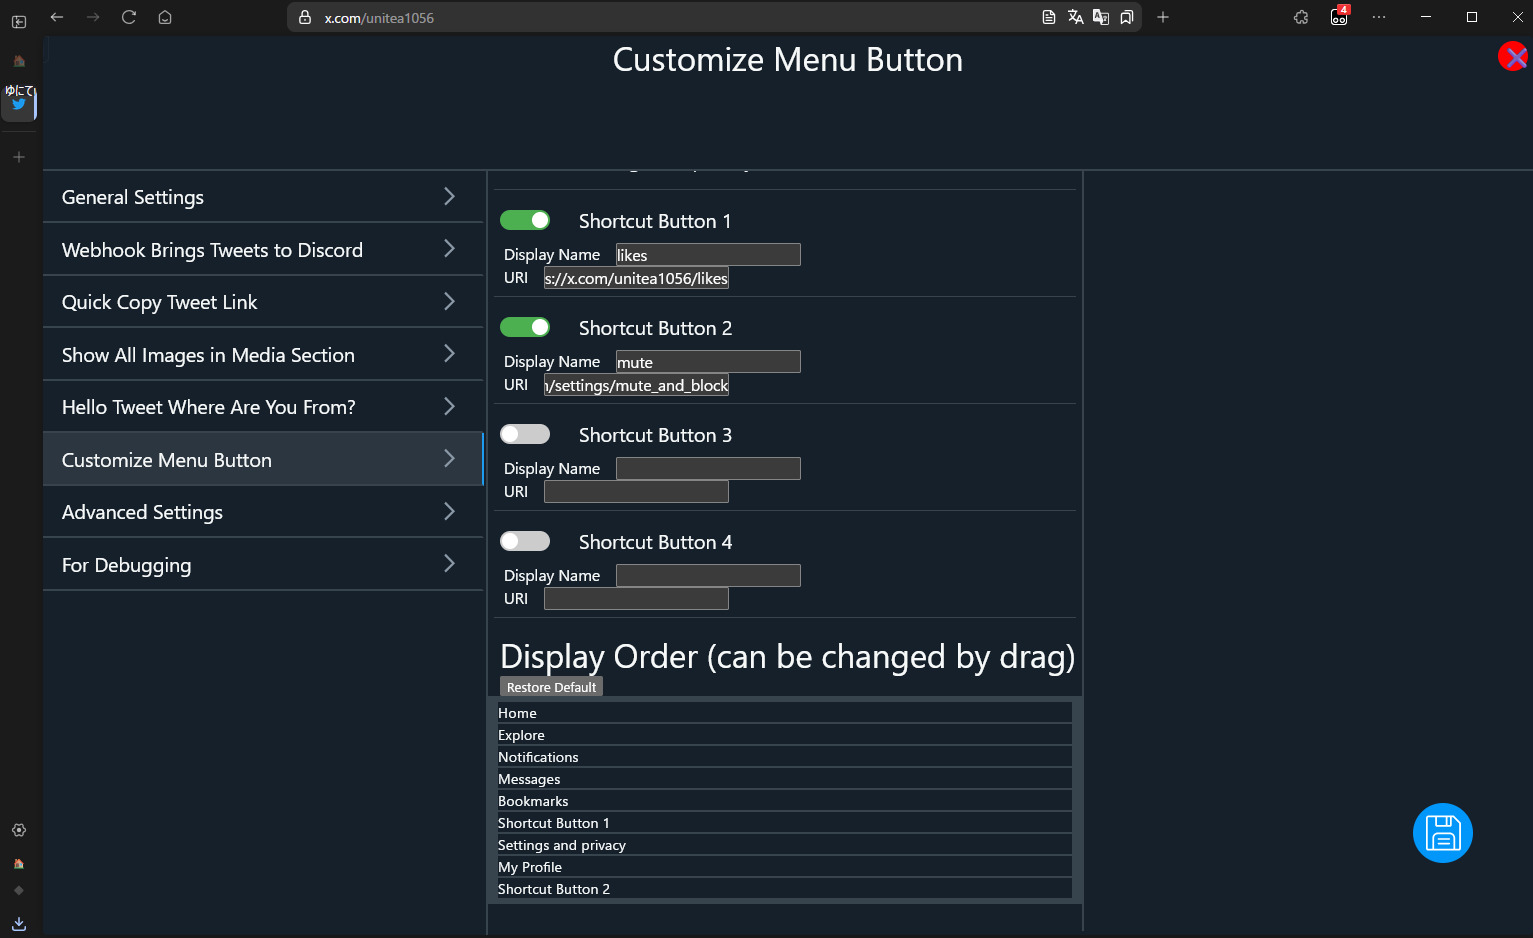 x.com/unitea1056
4
ゆにて
Customize Menu Button
General Settings
Webhook Brings Tweets to Discord
Quick Copy Tweet Link
Show All Images in Media Section
Hello Tweet Where Are You From?
Customize Menu Button
Advanced Settings
For Debugging
Shortcut Button 1
Display Name likes
URI s://x.com/unitea1056/likes
Shortcut Button 2
Display Name mute
URI /settings/mute_and_block
Shortcut Button 3
Display Name
URI
Shortcut Button 4
Display Name
URI
Display Order (can be changed by drag)
Restore Default
Home
Explore
Notifications
Messages
Bookmarks
Shortcut Button 1
Settings and privacy
My Profile
Shortcut Button 2